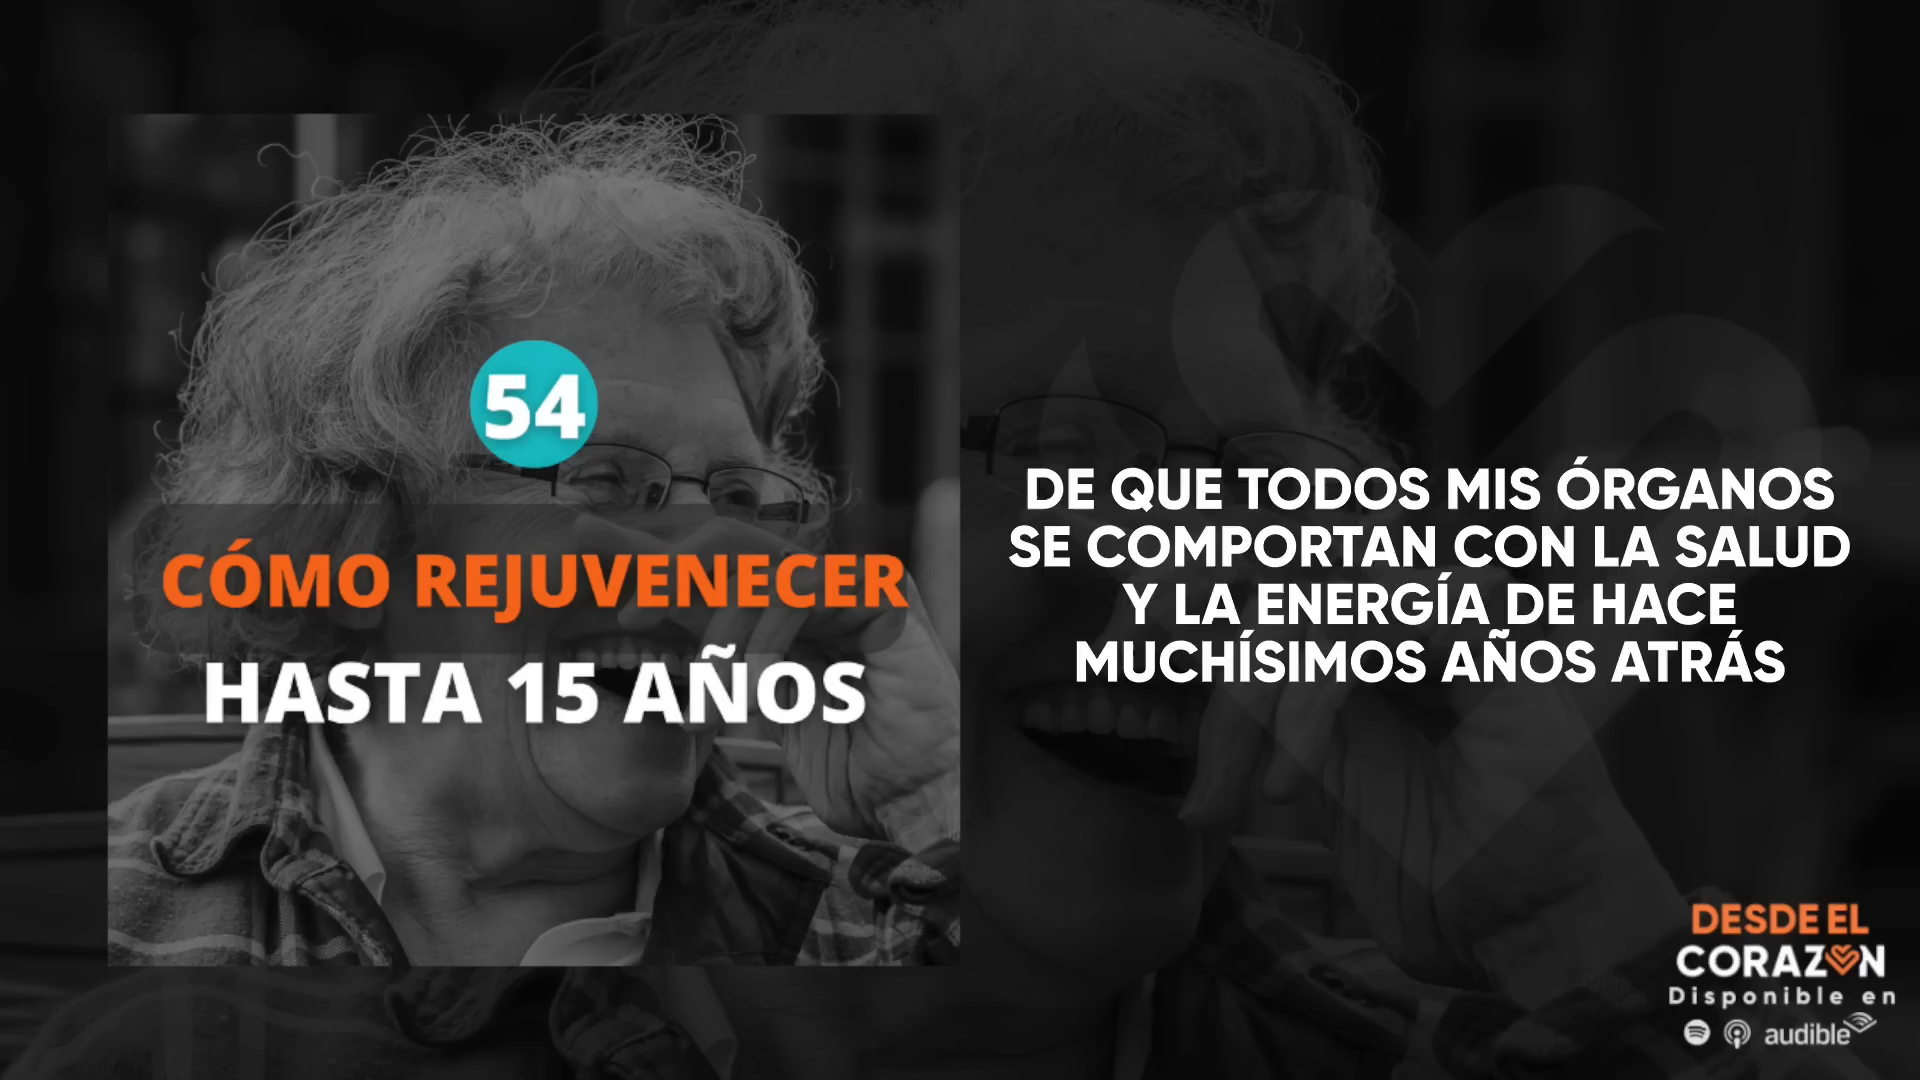 54
CÓMO REJUVENECER
HASTA 15 AÑOS
DE QUE TODOS MIS ÓRGANOS
SE COMPORTAN CON LA SALUD
Y LA ENERGÍA DE HACE
MUCHÍSIMOS AÑOS ATRÁS
DESDE EL
CORAZÓN
Disponible en
audible